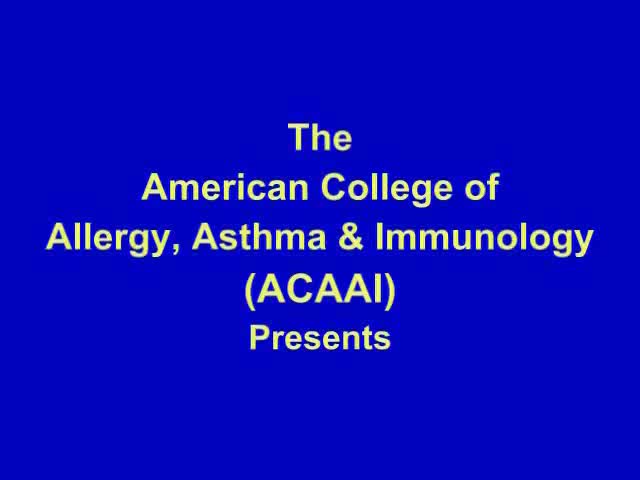 The
American College of
Allergy, Asthma & Immunology
(ACAAI)
Presents